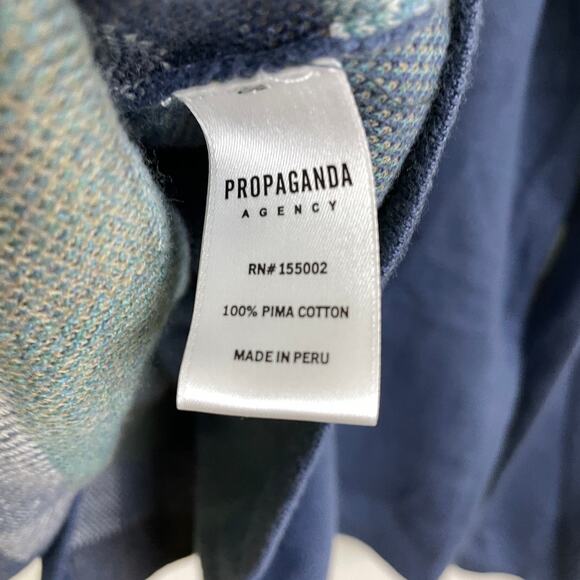 PROPAGANDA
AGENCY
RN# 155002
100% PIMA COTTON
MADE IN PERU